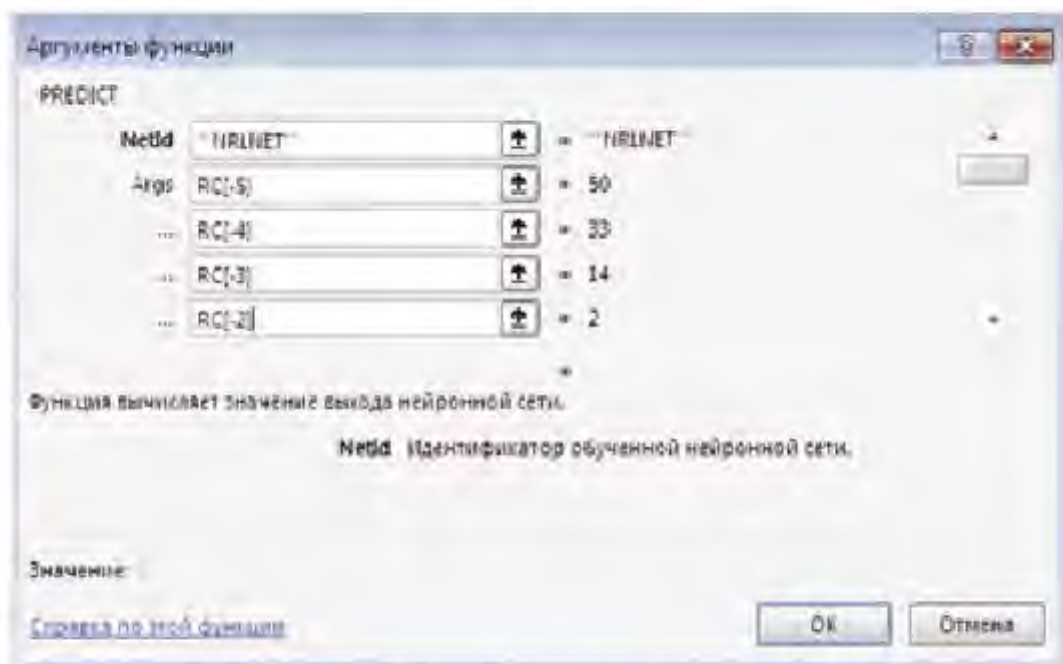 Аргументы функции
PREDICT
NetId "NRLNET" = "NRLNET"
Args RC[-5] = 50
... RC[-4] = 33
... RC[-3] = 14
... RC[-2] = 2
=
Функция вычисляет значение выхода нейронной сети.
NetId Идентификатор обученной нейронной сети.
Значение:
Справка по этой функции
ОК Отмена